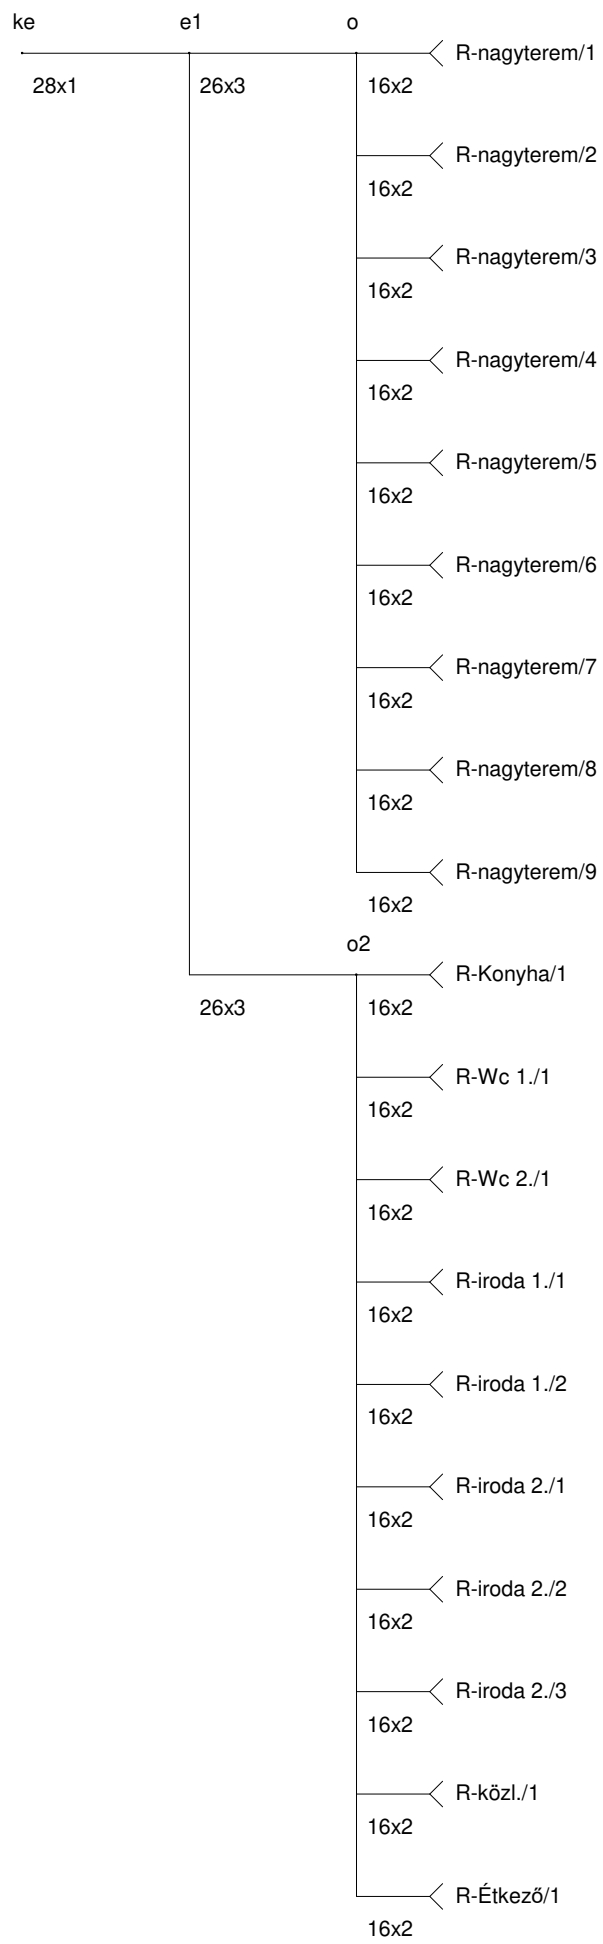 ke e1 o
R-nagyterem/1
28x1 26x3 16x2
R-nagyterem/2
16x2
R-nagyterem/3
16x2
R-nagyterem/4
16x2
R-nagyterem/5
16x2
R-nagyterem/6
16x2
R-nagyterem/7
16x2
R-nagyterem/8
16x2
R-nagyterem/9
16x2
o2
R-Konyha/1
26x3 16x2
R-Wc 1./1
16x2
R-Wc 2./1
16x2
R-iroda 1./1
16x2
R-iroda 1./2
16x2
R-iroda 2./1
16x2
R-iroda 2./2
16x2
R-iroda 2./3
16x2
R-közl./1
16x2
R-Étkező/1
16x2